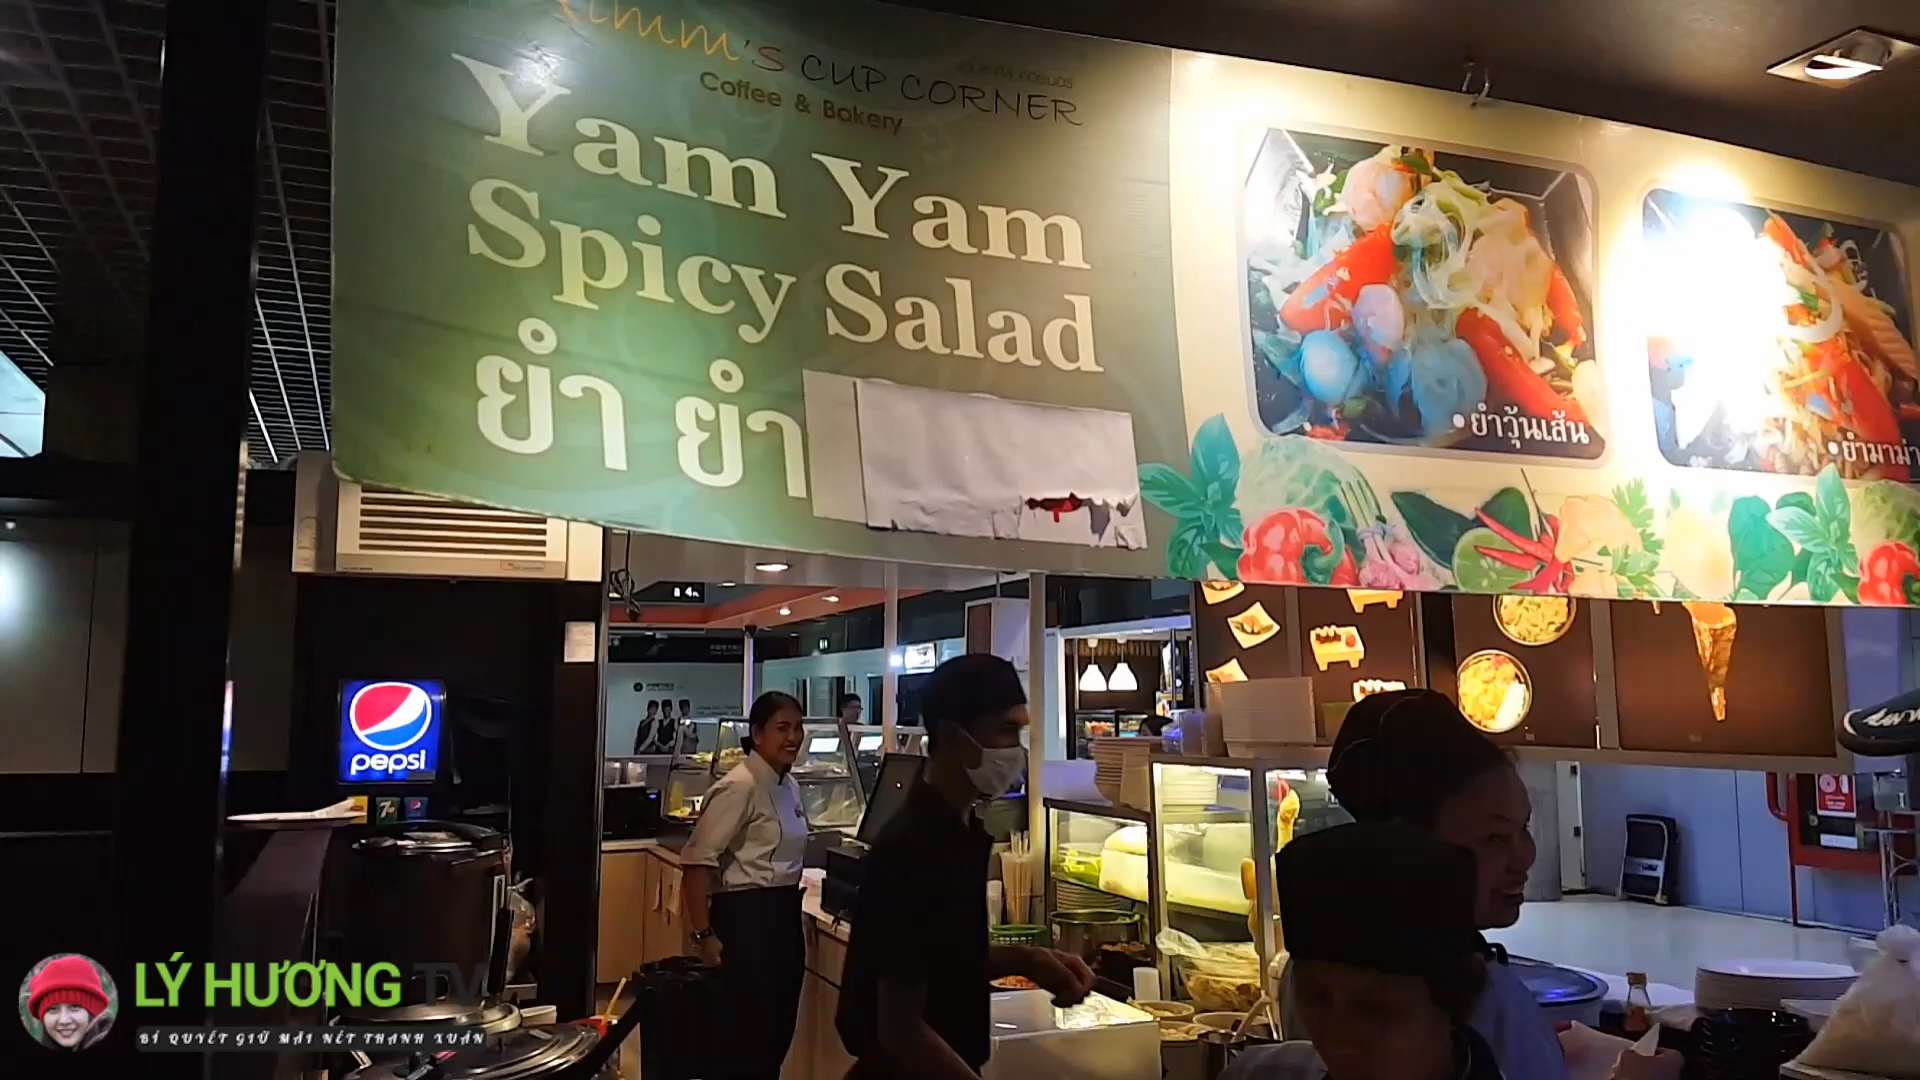 'S CUP CORNER
Coffee & Bakery
Yam Yam
Spicy Salad
ยำ ยำ
• ยำวุ้นเส้น
• ยำมาม่า
pepsi
4
LÝ HƯƠNG TV
BÍ QUYẾT GIỮ MÃI NÉT THANH XUÂN